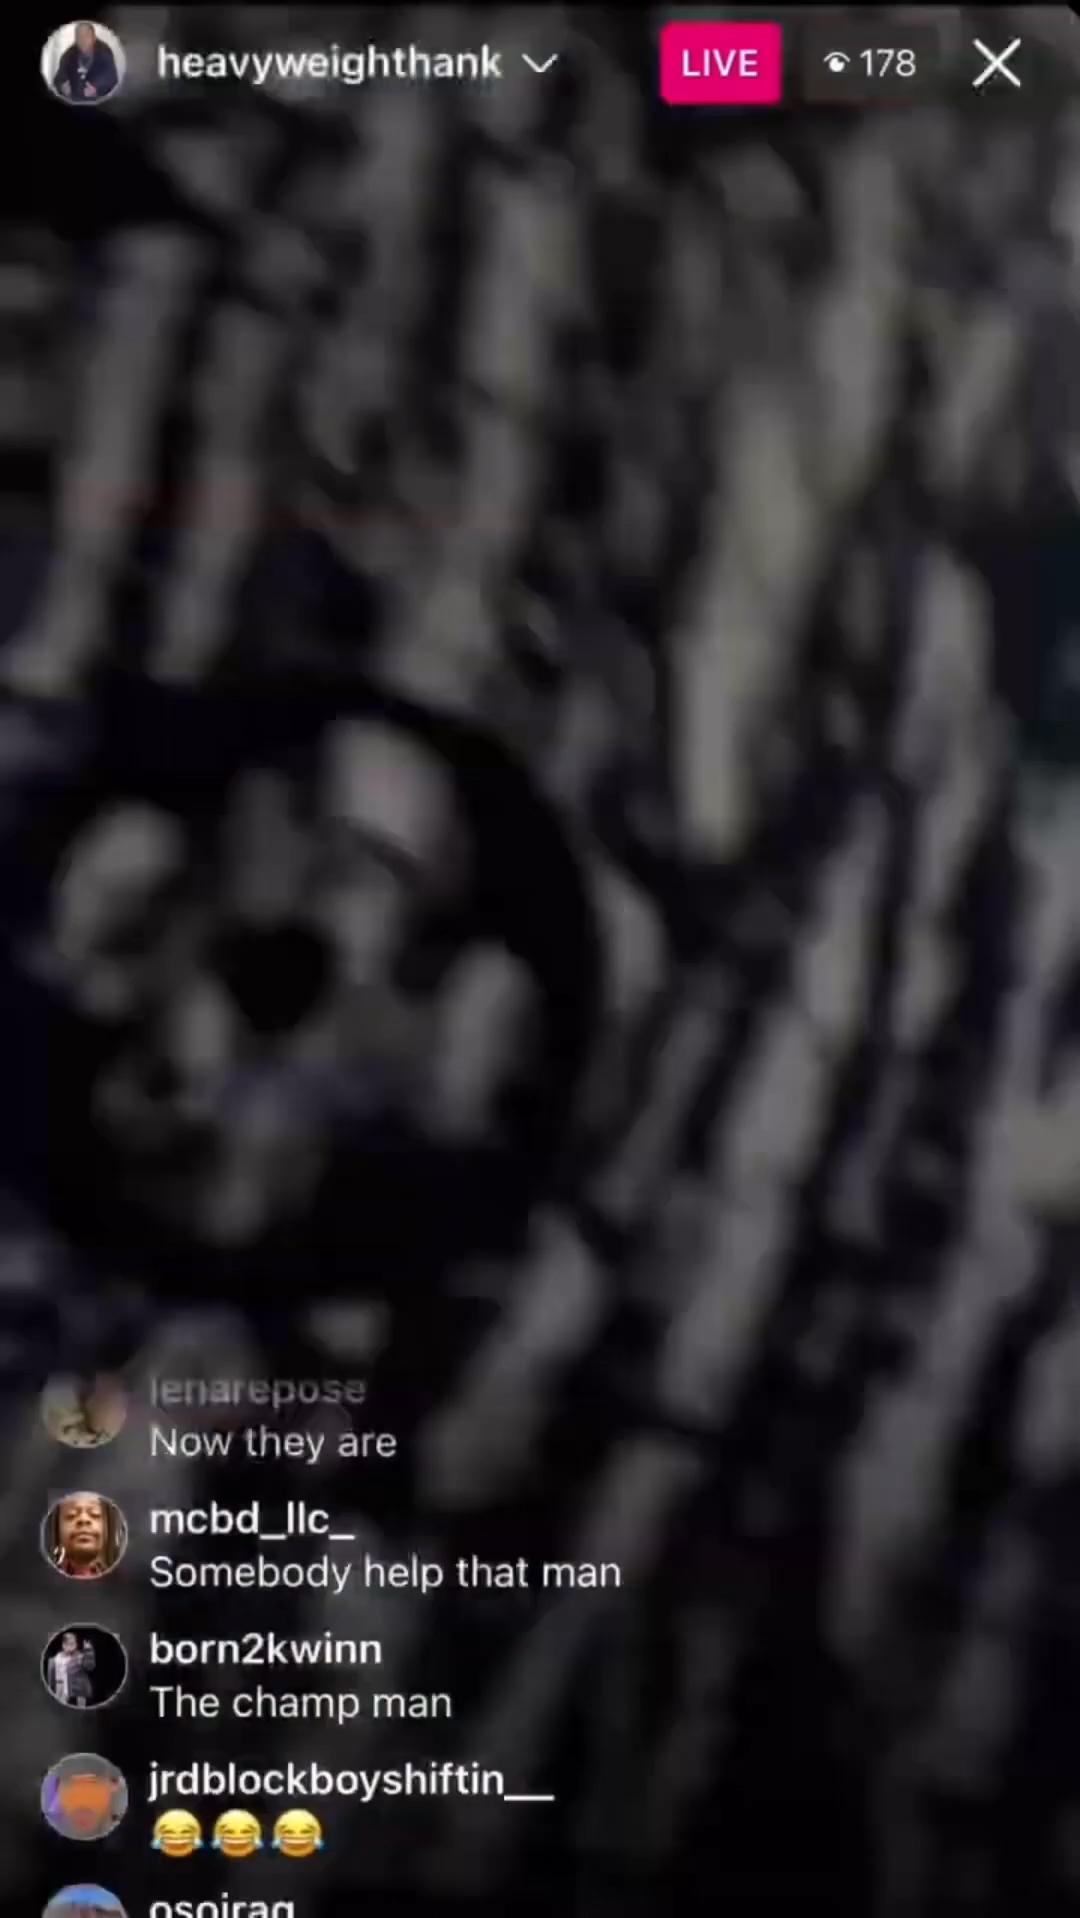 heavyweighthank
LIVE
178
lenarepose
Now they are
mcbd_llc_
Somebody help that man
born2kwinn
The champ man
jrdblockboyshiftin__
😂😂😂